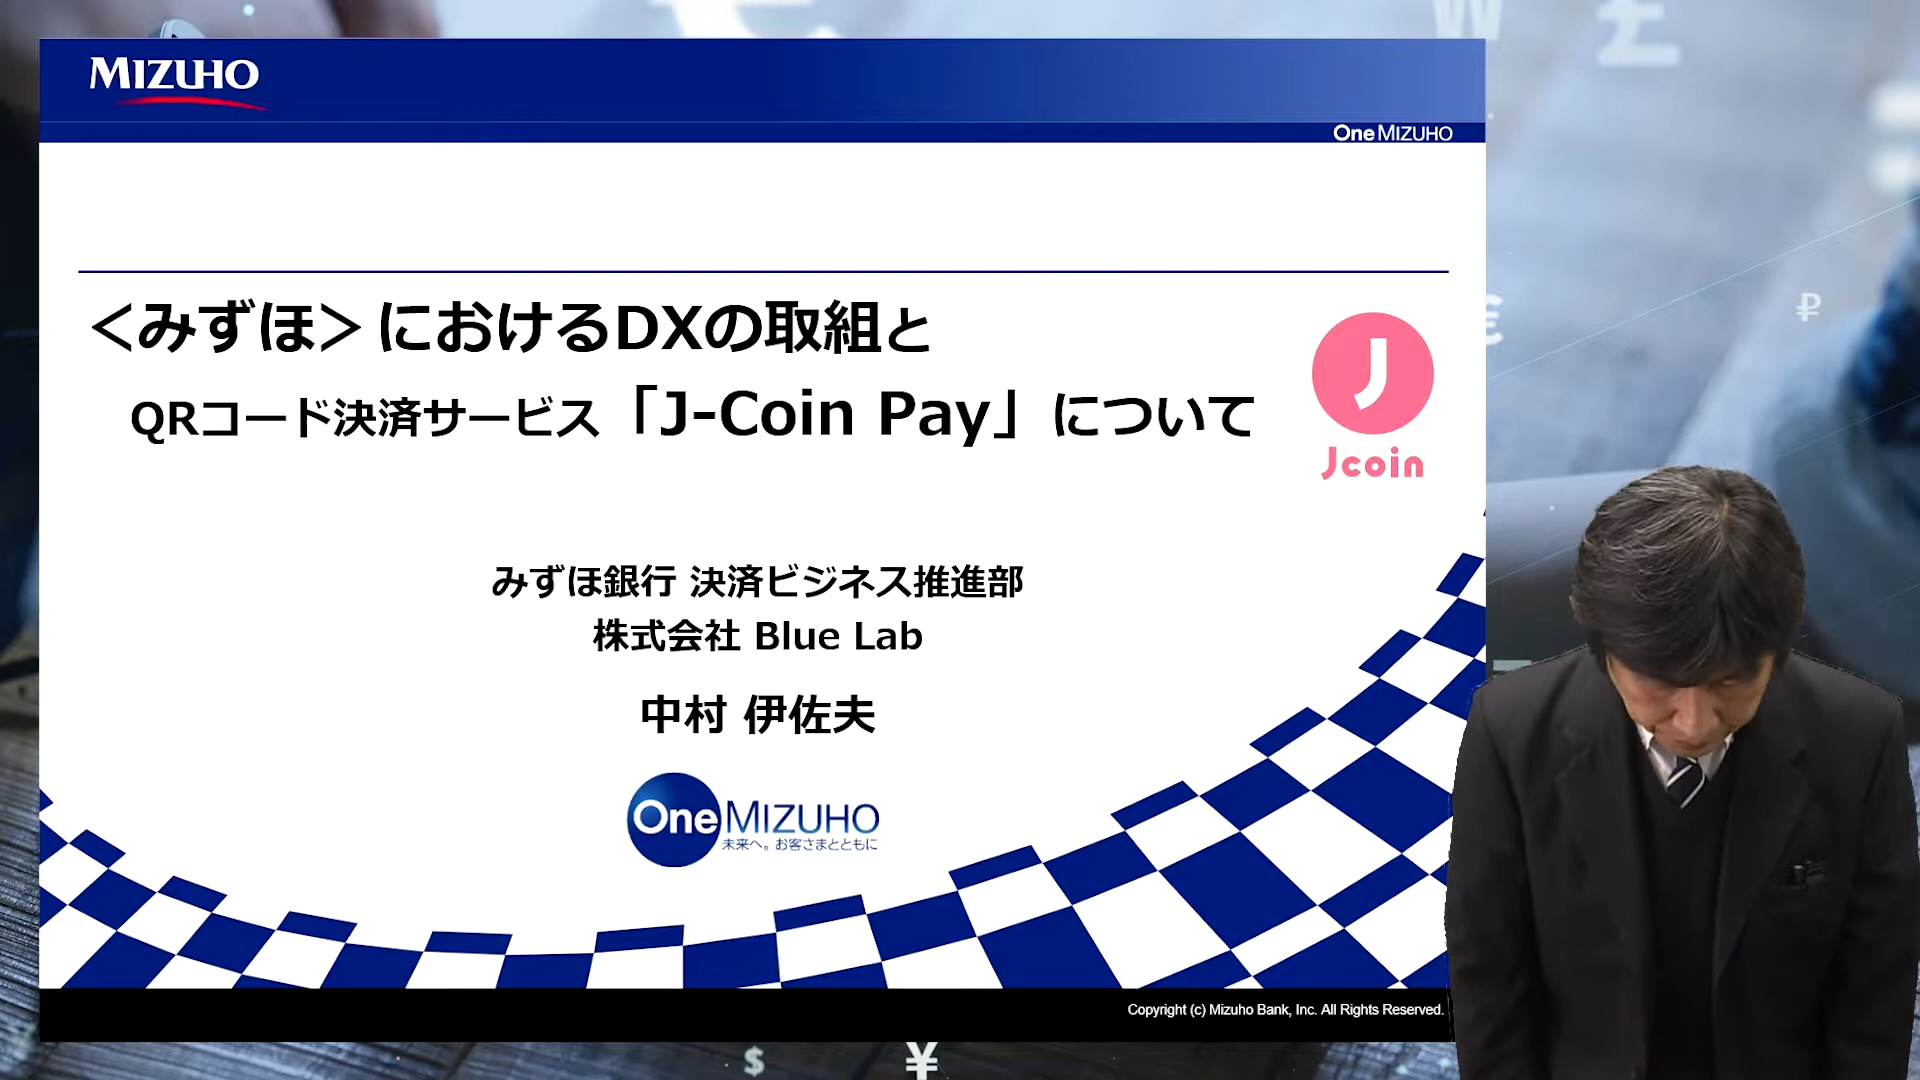 MIZUHO
One MIZUHO
＜みずほ＞におけるDXの取組と
QRコード決済サービス「J-Coin Pay」について
J
Jcoin
みずほ銀行 決済ビジネス推進部
株式会社 Blue Lab
中村 伊佐夫
One MIZUHO
未来へ。お客さまとともに
Copyright (c) Mizuho Bank, Inc. All Rights Reserved.